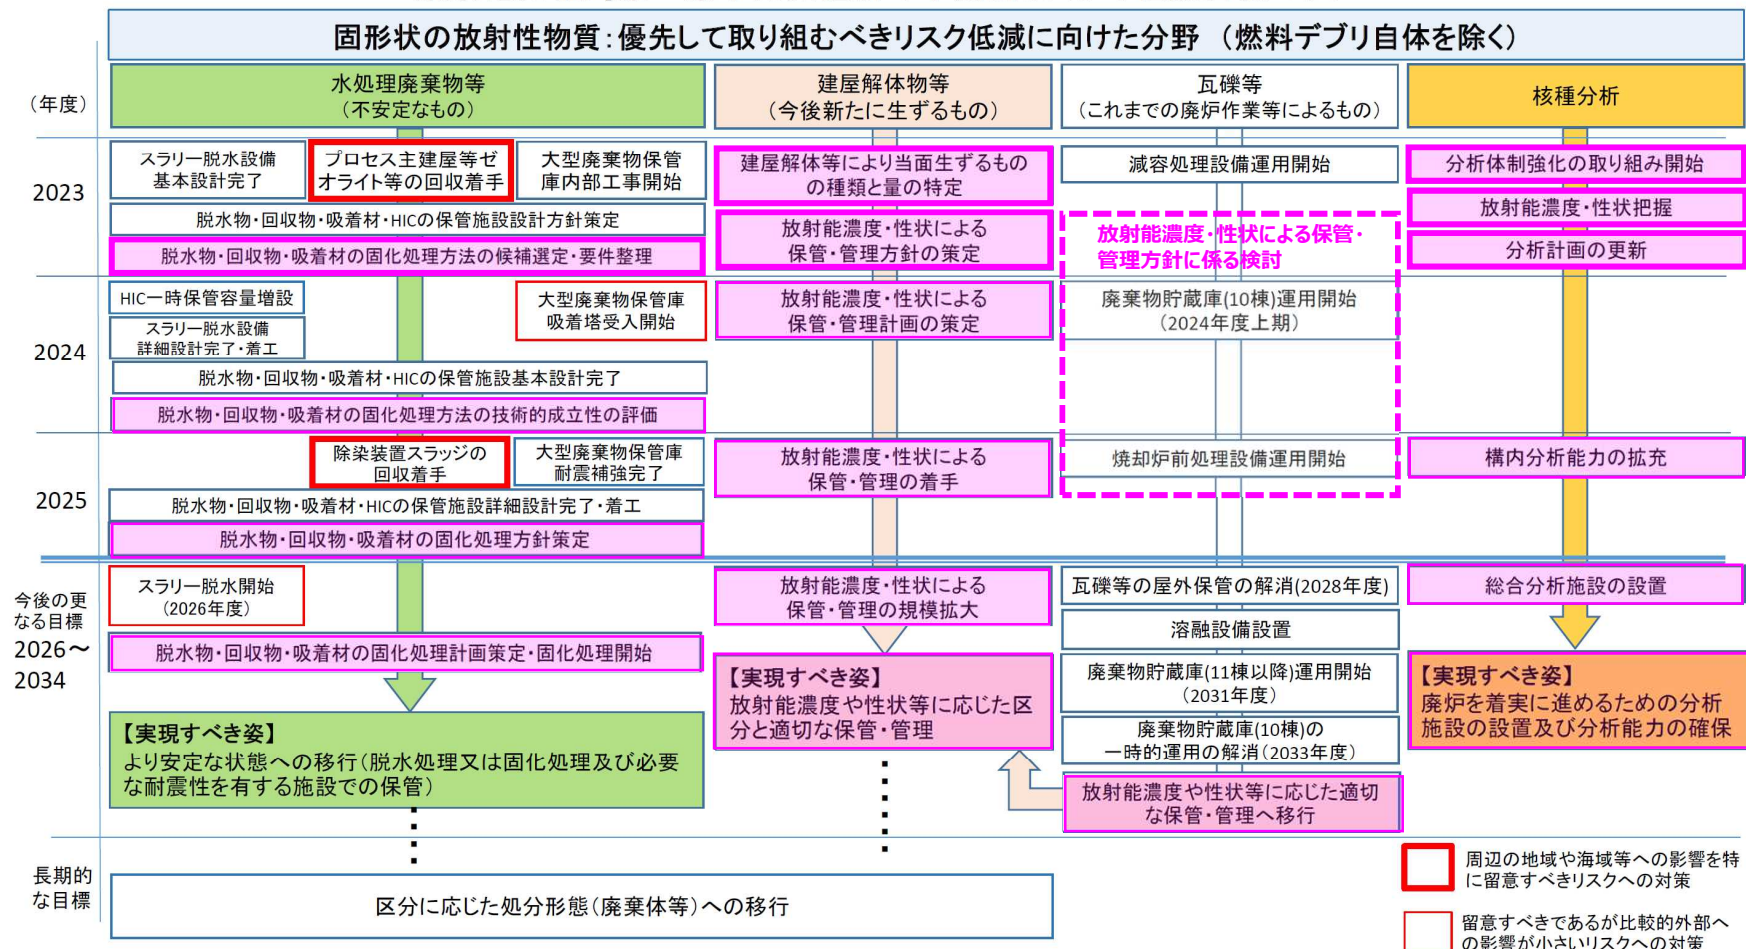 固形状の放射性物質：優先して取り組むべきリスク低減に向けた分野 （燃料デブリ自体を除く）
（年度）
水処理廃棄物等
（不安定なもの）
建屋解体物等
（今後新たに生ずるもの）
瓦礫等
（これまでの廃炉作業等によるもの）
核種分析
2023
スラリー脱水設備
基本設計完了
プロセス主建屋等ゼ
オライト等の回収着手
大型廃棄物保管
庫内部工事開始
脱水物・回収物・吸着材・HICの保管施設設計方針策定
脱水物・回収物・吸着材の固化処理方法の候補選定・要件整理
建屋解体等により当面生ずるもの
の種類と量の特定
放射能濃度・性状による
保管・管理方針の策定
減容処理設備運用開始
放射能濃度・性状による保管・
管理方針に係る検討
分析体制強化の取り組み開始
放射能濃度・性状把握
分析計画の更新
2024
HIC一時保管容量増設
スラリー脱水設備
詳細設計完了・着工
大型廃棄物保管庫
吸着塔受入開始
脱水物・回収物・吸着材・HICの保管施設基本設計完了
脱水物・回収物・吸着材の固化処理方法の技術的成立性の評価
放射能濃度・性状による
保管・管理計画の策定
廃棄物貯蔵庫(10棟)運用開始
（2024年度上期）
2025
除染装置スラッジの
回収着手
大型廃棄物保管庫
耐震補強完了
脱水物・回収物・吸着材・HICの保管施設詳細設計完了・着工
脱水物・回収物・吸着材の固化処理方針策定
放射能濃度・性状による
保管・管理の着手
焼却炉前処理設備運用開始
構内分析能力の拡充
今後の更
なる目標
2026～
2034
スラリー脱水開始
（2026年度）
脱水物・回収物・吸着材の固化処理計画策定・固化処理開始
【実現すべき姿】
より安定な状態への移行（脱水処理又は固化処理及び必要
な耐震性を有する施設での保管）
放射能濃度・性状による
保管・管理の規模拡大
【実現すべき姿】
放射能濃度や性状等に応じた区
分と適切な保管・管理
瓦礫等の屋外保管の解消(2028年度)
溶融設備設置
廃棄物貯蔵庫(11棟以降)運用開始
（2031年度）
廃棄物貯蔵庫(10棟)の
一時的運用の解消（2033年度）
放射能濃度や性状等に応じた適切
な保管・管理へ移行
総合分析施設の設置
【実現すべき姿】
廃炉を着実に進めるための分析
施設の設置及び分析能力の確保
長期的
な目標
区分に応じた処分形態（廃棄体等）への移行
周辺の地域や海域等への影響を特
に留意すべきリスクへの対策
留意すべきであるが比較的外部へ
の影響が小さいリスクへの対策